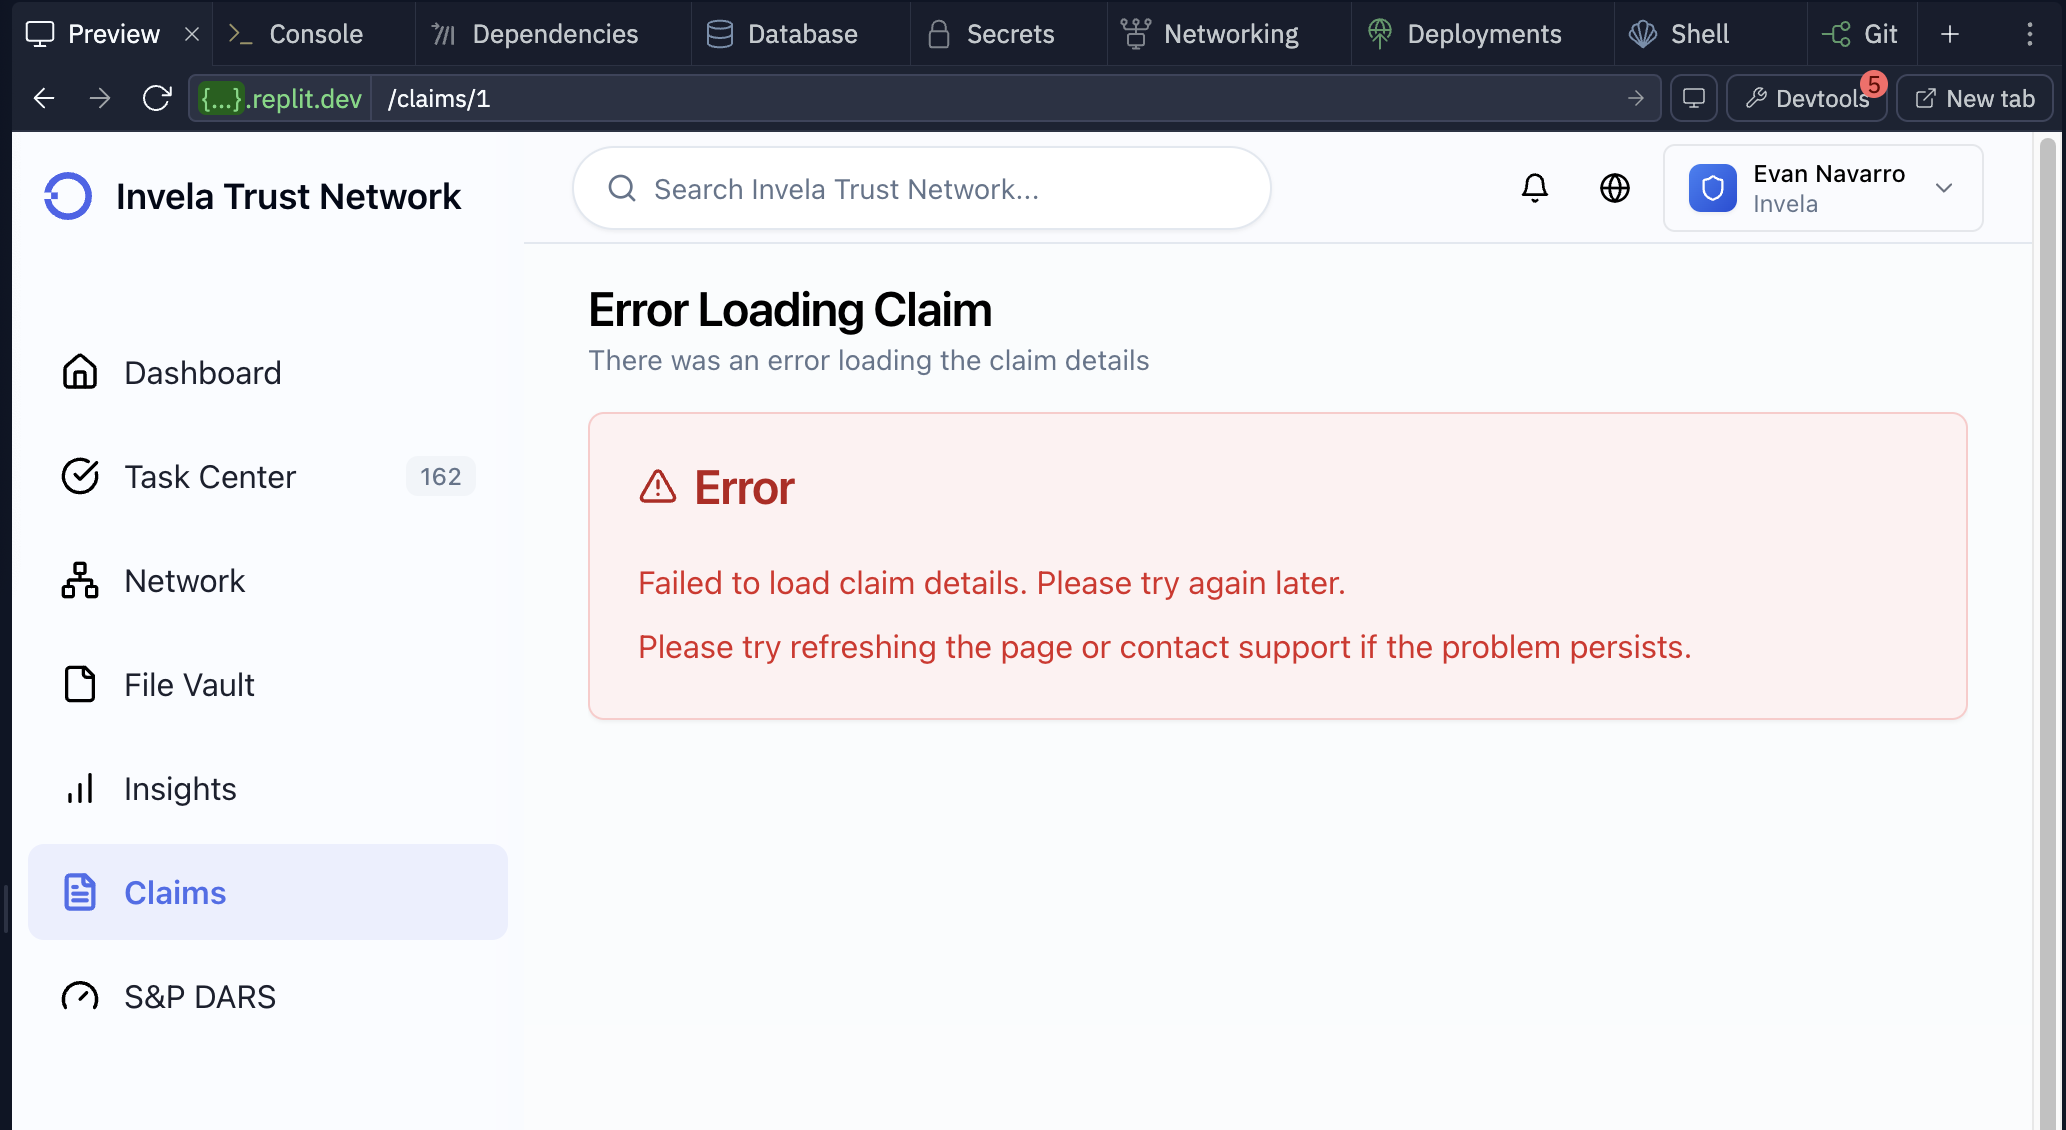 Preview
Console
Dependencies
Database
Secrets
Networking
Deployments
Shell
Git
{...}.replit.dev
/claims/1
Devtools
5
New tab
Invela Trust Network
Search Invela Trust Network...
Evan Navarro
Invela
Dashboard
Task Center
162
Network
File Vault
Insights
Claims
S&P DARS
Error Loading Claim
There was an error loading the claim details
Error
Failed to load claim details. Please try again later.
Please try refreshing the page or contact support if the problem persists.